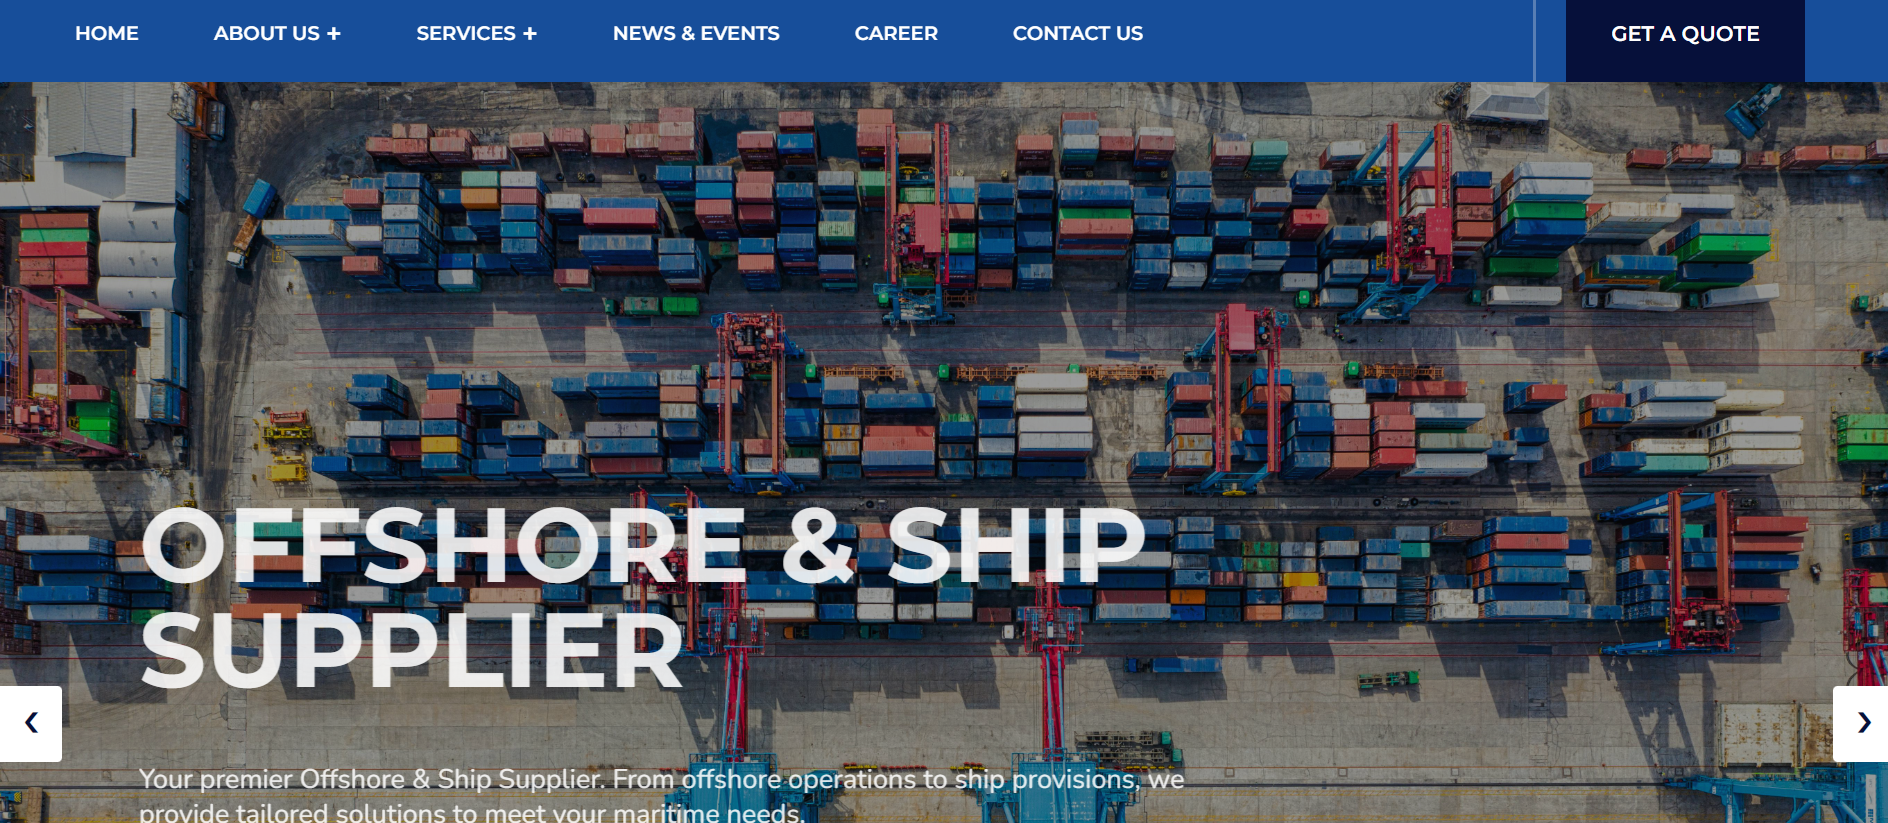 HOME ABOUT US + SERVICES + NEWS & EVENTS CAREER CONTACT US GET A QUOTE
OFFSHORE & SHIP
SUPPLIER
Your premier Offshore & Ship Supplier. From offshore operations to ship provisions, we
provide tailored solutions to meet your maritime needs.